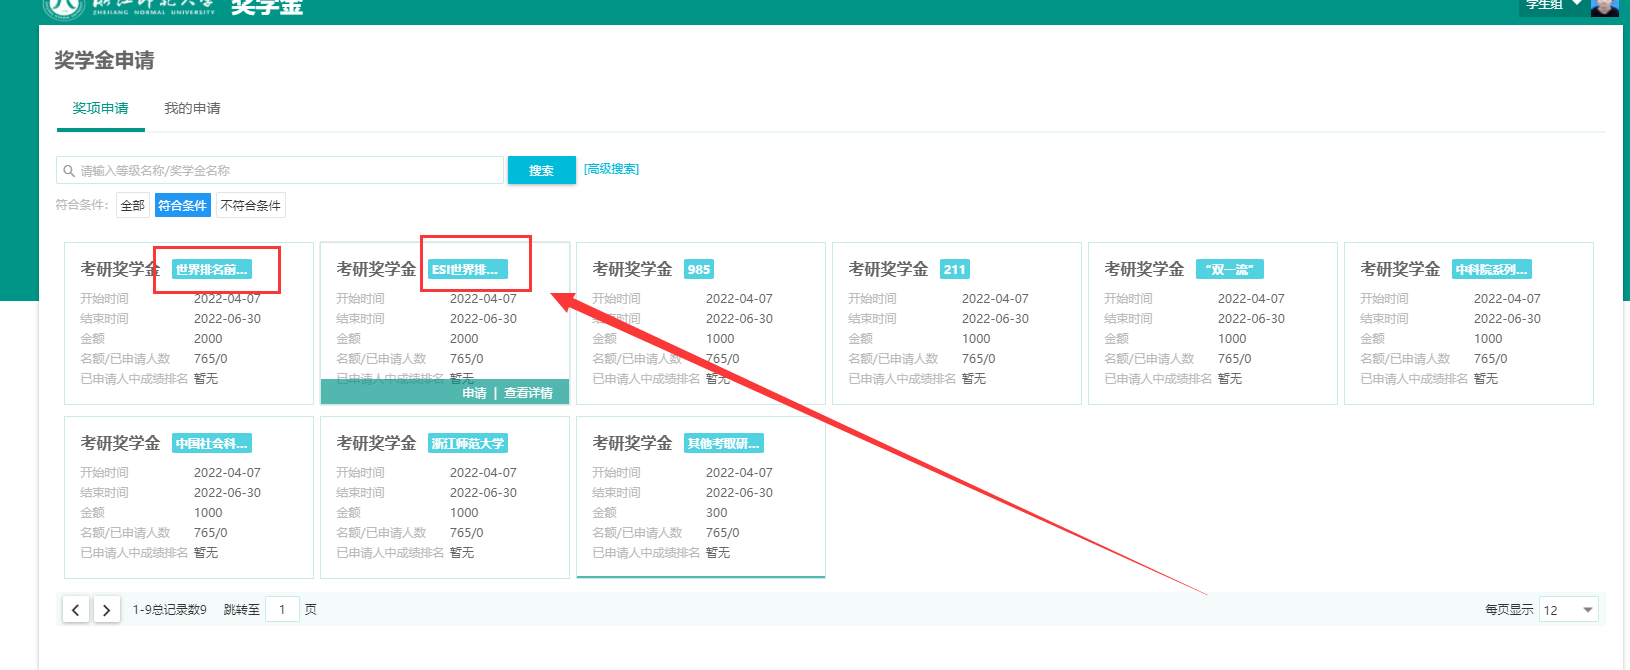 浙江师范大学 奖学金
ZHEJIANG NORMAL UNIVERSITY
学生组
奖学金申请
奖项申请 我的申请
请输入等级名称/奖学金名称 搜索 [高级搜索]
符合条件: 全部 符合条件 不符合条件
考研奖学金 世界排名前...
开始时间 2022-04-07
结束时间 2022-06-30
金额 2000
名额/已申请人数 765/0
已申请人中成绩排名 暂无
考研奖学金 ESI世界排...
开始时间 2022-04-07
结束时间 2022-06-30
金额 2000
名额/已申请人数 765/0
已申请人中成绩排名 暂无
申请 | 查看详情
考研奖学金 985
开始时间 2022-04-07
结束时间 2022-06-30
金额 1000
名额/已申请人数 765/0
已申请人中成绩排名 暂无
考研奖学金 211
开始时间 2022-04-07
结束时间 2022-06-30
金额 1000
名额/已申请人数 765/0
已申请人中成绩排名 暂无
考研奖学金 “双一流”
开始时间 2022-04-07
结束时间 2022-06-30
金额 1000
名额/已申请人数 765/0
已申请人中成绩排名 暂无
考研奖学金 中科院系列...
开始时间 2022-04-07
结束时间 2022-06-30
金额 1000
名额/已申请人数 765/0
已申请人中成绩排名 暂无
考研奖学金 中国社会科...
开始时间 2022-04-07
结束时间 2022-06-30
金额 1000
名额/已申请人数 765/0
已申请人中成绩排名 暂无
考研奖学金 浙江师范大学
开始时间 2022-04-07
结束时间 2022-06-30
金额 1000
名额/已申请人数 765/0
已申请人中成绩排名 暂无
考研奖学金 其他考取研...
开始时间 2022-04-07
结束时间 2022-06-30
金额 300
名额/已申请人数 765/0
已申请人中成绩排名 暂无
1-9总记录数9 跳转至 1 页 每页显示 12